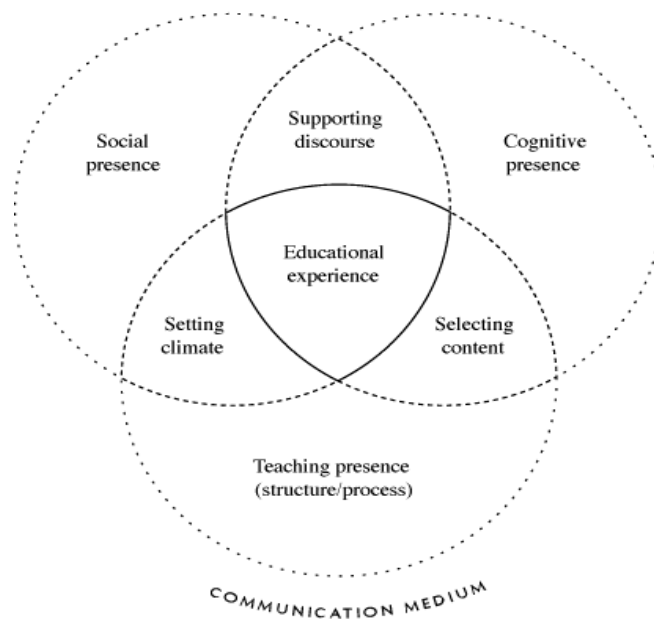 Supporting
discourse
Social
presence
Cognitive
presence
Educational
experience
Setting
climate
Selecting
content
Teaching presence
(structure/process)
COMMUNICATION MEDIUM